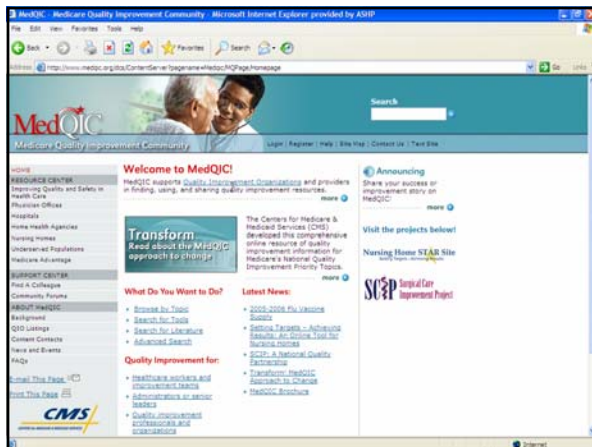 MedQIC - Medicare Quality Improvement Community - Microsoft Internet Explorer provided by ASHP
File Edit View Favorites Tools Help
Back Search Favorites
Address http://www.medqic.org/dcs/ContentServer?pagename=Medqic/MQPage/Homepage Go Links
Search
MedQIC
Medicare Quality Improvement Community
Login | Register | Help | Site Map | Contact Us | Text Site
HOME
RESOURCE CENTER
Improving Quality and Safety in Health Care
Physician Offices
Hospitals
Home Health Agencies
Nursing Homes
Underserved Populations
Medicare Advantage
SUPPORT CENTER
Find A Colleague
Community Forums
ABOUT MedQIC
Background
QIO Listings
Content Contacts
News and Events
FAQs
E-mail This Page
Print This Page
CMS
Welcome to MedQIC!
MedQIC supports Quality Improvement Organizations and providers
in finding, using, and sharing quality improvement resources.
more
Transform
Read about the MedQIC
approach to change
The Centers for Medicare &
Medicaid Services (CMS)
developed this comprehensive
online resource of quality
improvement information for
Medicare's National Quality
Improvement Priority Topics.
more
What Do You Want to Do?
Browse by Topic
Search for Tools
Search for Literature
Advanced Search
Quality Improvement for:
Healthcare workers and
improvement teams
Administrators or senior
leaders
Quality improvement
professionals and
organizations
Latest News:
2005-2006 Flu Vaccine
Supply
Setting Targets – Achieving
Results: An Online Tool for
Nursing Homes
SCIP: A National Quality
Partnership
Transform: MedQIC
Approach to Change
MedQIC Brochure
Announcing
Share your success or
improvement story on
MedQIC!
more
Visit the projects below!
Nursing Home STAR Site
SCIP Surgical Care
Improvement Project
Internet